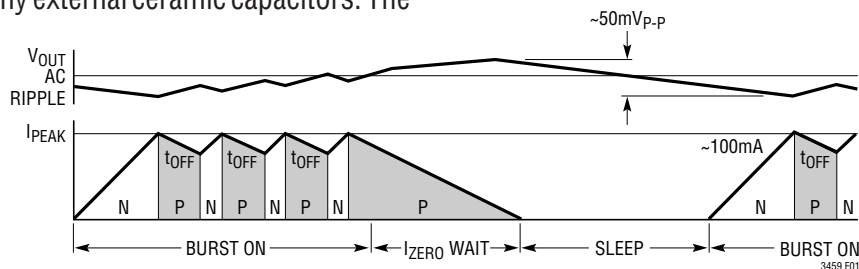 ny external ceramic capacitors. The
~50mVP-P
VOUT
AC
RIPPLE
IPEAK
tOFF tOFF tOFF ~100mA tOFF
N P N P N P N P N P N
BURST ON IZERO WAIT SLEEP BURST ON
3459 F01